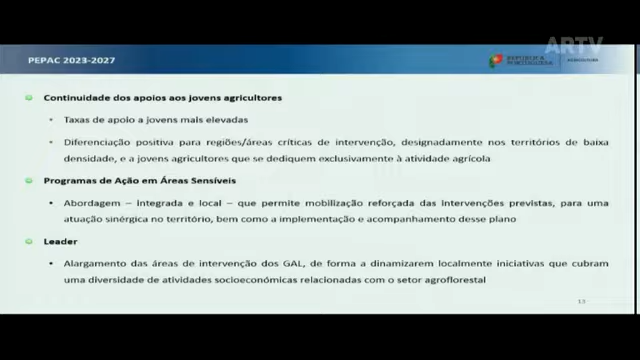 ARTV
PEPAC 2023-2027
REPÚBLICA
PORTUGUESA
AGRICULTURA
Continuidade dos apoios aos jovens agricultores
• Taxas de apoio a jovens mais elevadas
• Diferenciação positiva para regiões/áreas críticas de intervenção, designadamente nos territórios de baixa
densidade, e a jovens agricultores que se dediquem exclusivamente à atividade agrícola
Programas de Ação em Áreas Sensíveis
• Abordagem – integrada e local – que permite mobilização reforçada das intervenções previstas, para uma
atuação sinérgica no território, bem como a implementação e acompanhamento desse plano
Leader
• Alargamento das áreas de intervenção dos GAL, de forma a dinamizarem localmente iniciativas que cubram
uma diversidade de atividades socioeconómicas relacionadas com o setor agroflorestal
13